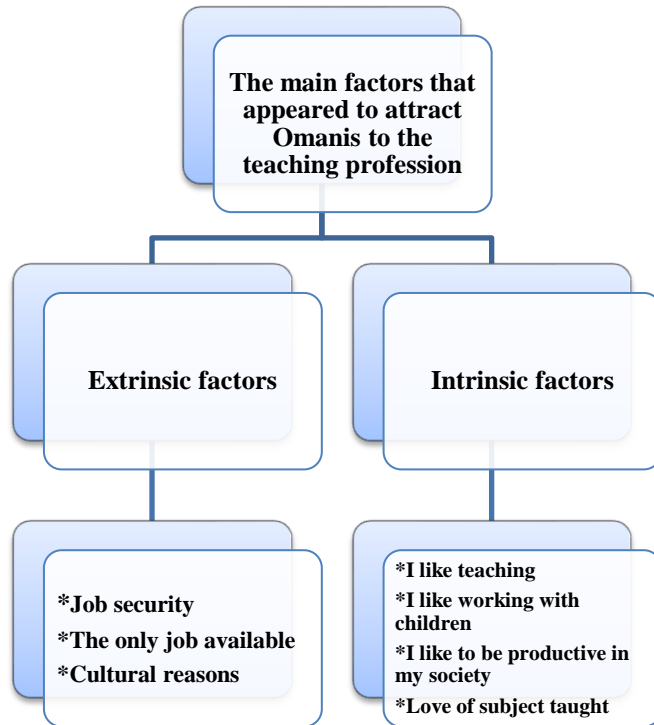 The main factors that
appeared to attract
Omanis to the
teaching profession
Extrinsic factors
Intrinsic factors
*Job security
*The only job available
*Cultural reasons
*I like teaching
*I like working with
children
*I like to be productive in
my society
*Love of subject taught